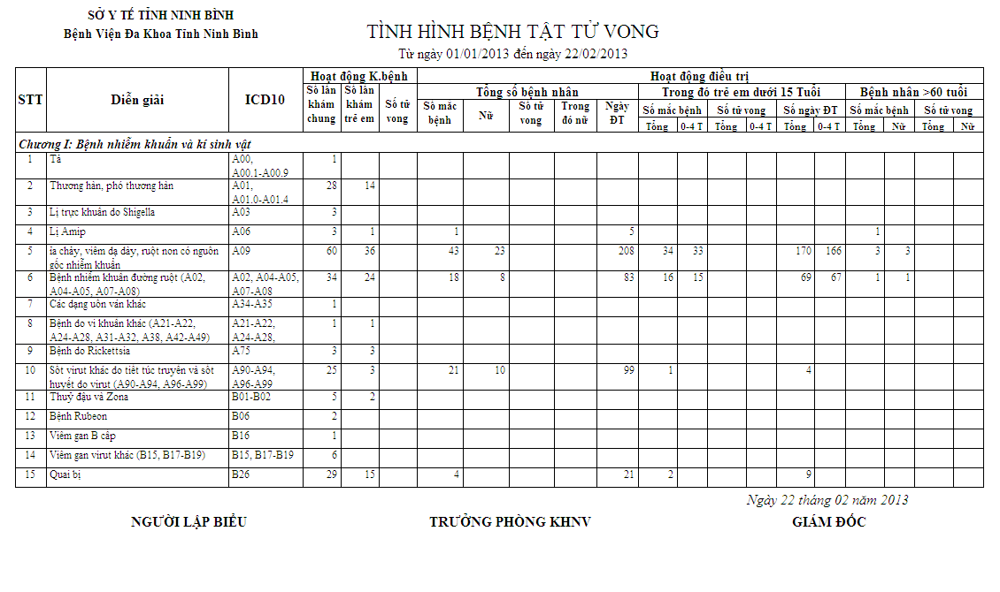 SỞ Y TẾ TỈNH NINH BÌNH
Bệnh Viện Đa Khoa Tỉnh Ninh Bình
TÌNH HÌNH BỆNH TẬT TỬ VONG
Từ ngày 01/01/2013 đến ngày 22/02/2013
STT Diễn giải ICD10 Hoạt động K.bệnh Hoạt động điều trị
Số lần khám chung Số lần khám trẻ em Số tử vong Tổng số bệnh nhân Trong đó trẻ em dưới 15 Tuổi Bệnh nhân >60 tuổi
Số mắc bệnh Nữ Số tử vong Trong đó nữ Ngày ĐT Số mắc bệnh Số tử vong Số ngày ĐT Số mắc bệnh Số tử vong
Tổng 0-4 T Tổng 0-4 T Tổng 0-4 T Tổng Nữ Tổng Nữ
Chương I: Bệnh nhiễm khuẩn và kí sinh vật
1 Tả A00, 1
A00.1-A00.9
2 Thương hàn, phó thương hàn A01, 28 14
A01.0-A01.4
3 Lị trực khuẩn do Shigella A03 3
4 Lị Amip A06 3 1 1 5 1
5 ỉa chảy, viêm dạ dày, ruột non có nguồn A09 60 36 43 23 208 34 33 170 166 3 3
gốc nhiễm khuẩn
6 Bệnh nhiễm khuẩn đường ruột (A02, A02, A04-A05, 34 24 18 8 83 16 15 69 67 1 1
A04-A05, A07-A08) A07-A08
7 Các dạng uốn ván khác A34-A35 1
8 Bệnh do vi khuẩn khác (A21-A22, A21-A22, 1 1
A24-A28, A31-A32, A38, A42-A49) A24-A28,
9 Bệnh do Rickettsia A75 3 3
10 Sốt virut khác do tiết túc truyền và sốt A90-A94, 25 3 21 10 99 1 4
huyết do virut (A90-A94, A96-A99) A96-A99
11 Thuỷ đậu và Zona B01-B02 5 2
12 Bệnh Rubeon B06 2
13 Viêm gan B cấp B16 1
14 Viêm gan virut khác (B15, B17-B19) B15, B17-B19 6
15 Quai bị B26 29 15 4 21 2 9
Ngày 22 tháng 02 năm 2013
NGƯỜI LẬP BIỂU TRƯỞNG PHÒNG KHNV GIÁM ĐỐC